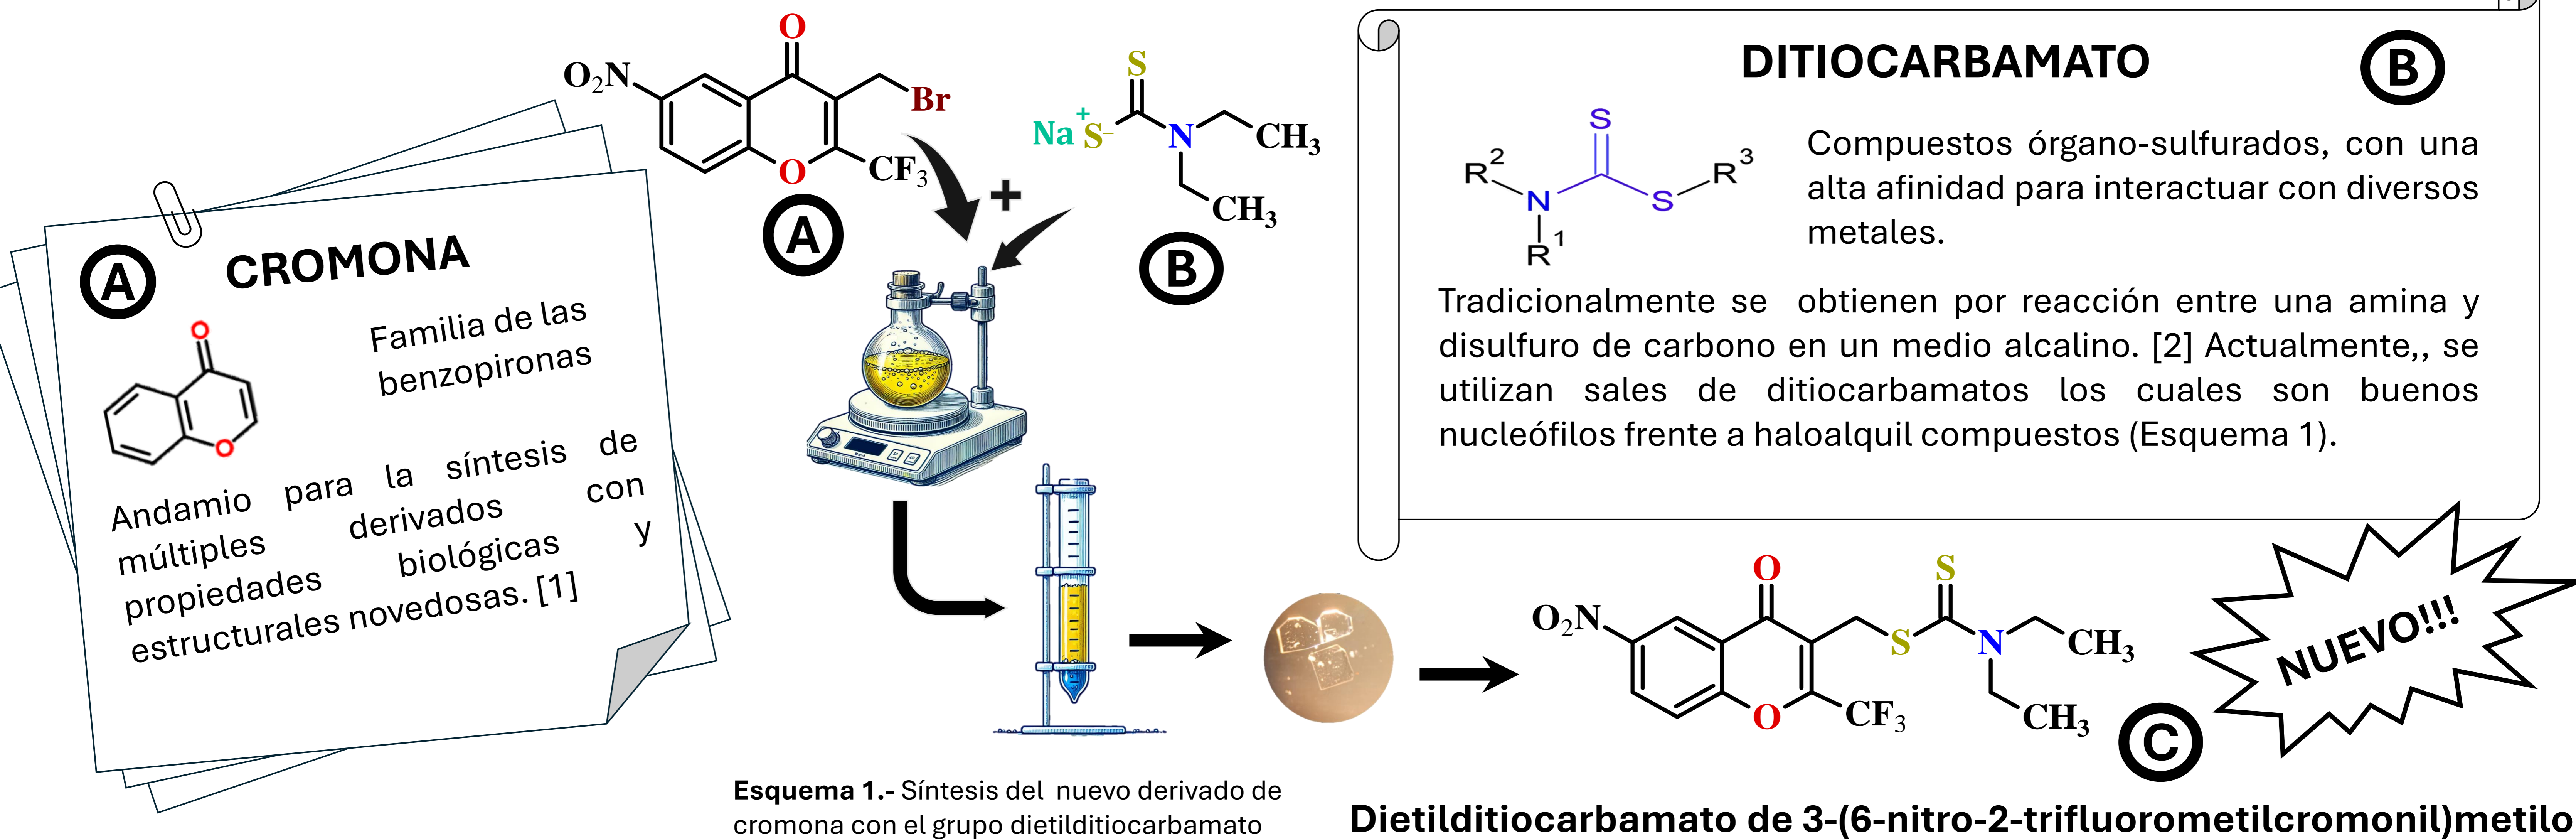 A
CROMONA
Familia de las
benzopironas
O
O
Andamio para la síntesis de
múltiples derivados con
propiedades biológicas y
estructurales novedosas. [1]
O
O₂N
Br
O
CF₃
A
+
S
Na⁺ S⁻
N
CH₃
CH₃
B
DITIOCARBAMATO
B
S
R² N S R³
R¹
Compuestos órgano-sulfurados, con una
alta afinidad para interactuar con diversos
metales.
Tradicionalmente se obtienen por reacción entre una amina y
disulfuro de carbono en un medio alcalino. [2] Actualmente,, se
utilizan sales de ditiocarbamatos los cuales son buenos
nucleófilos frente a haloalquil compuestos (Esquema 1).
O
S
O₂N
S
N
CH₃
O
CF₃
CH₃
C
NUEVO!!!
Esquema 1.- Síntesis del nuevo derivado de
cromona con el grupo dietilditiocarbamato
Dietilditiocarbamato de 3-(6-nitro-2-trifluorometilcromonil)metilo